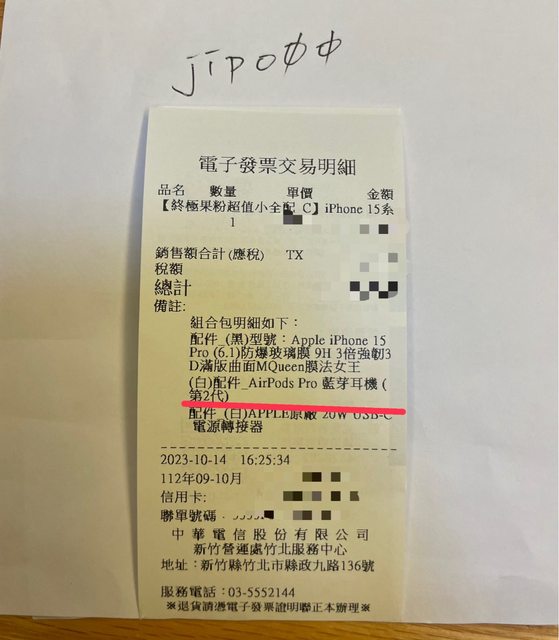 jipoøø
電子發票交易明細
品名 數量 單價 金額
【終極果粉超值小全配_C】iPhone 15系
1
銷售額合計(應稅) TX
稅額
總計
備註:
組合包明細如下:
配件_(黑)型號:Apple iPhone 15
Pro (6.1)防爆玻璃膜 9H 3倍強韌3
D滿版曲面MQueen膜法女王
(白)配件_AirPods Pro 藍芽耳機 (
第2代)
配件_(白)APPLE原廠 20W USB-C
電源轉接器
2023-10-14 16:25:34
112年09-10月
信用卡:
聯單號碼:
中華電信股份有限公司
新竹營運處竹北服務中心
地址:新竹縣竹北市縣政九路136號
服務電話:03-5552144
※退貨請憑電子發票證明聯正本辦理※